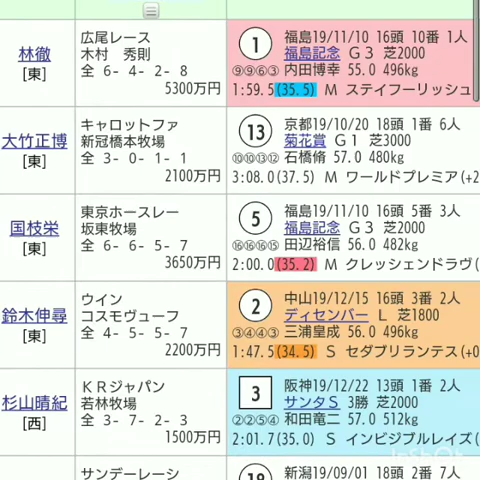 林徹
[東]
広尾レース
木村 秀則
全 6- 4- 2- 8
5300万円
1
福島19/11/10 16頭 10番 1人
福島記念 G3 芝2000
⑨⑨⑥③ 内田博幸 55.0 496kg
1:59.5(35.5) M ステイフーリッシュ
大竹正博
[東]
キャロットファ
新冠橋本牧場
全 3- 0- 1- 1
2100万円
13
京都19/10/20 18頭 1番 6人
菊花賞 G1 芝3000
⑩⑩⑬⑫ 石橋脩 57.0 480kg
3:08.0(37.5) M ワールドプレミア(+2
国枝栄
[東]
東京ホースレー
坂東牧場
全 6- 6- 5- 7
3650万円
5
福島19/11/10 16頭 5番 3人
福島記念 G3 芝2000
⑯⑯⑯⑮ 田辺裕信 56.0 482kg
2:00.0(35.2) M クレッシェンドラヴ(
鈴木伸尋
[東]
ウイン
コスモヴューフ
全 4- 5- 5- 7
2200万円
2
中山19/12/15 16頭 3番 2人
ディセンバー L 芝1800
③④④③ 三浦皇成 56.0 496kg
1:47.5(34.5) S セダブリランテス(+0
杉山晴紀
[西]
KRジャパン
若林牧場
全 3- 7- 2- 3
1500万円
3
阪神19/12/22 13頭 1番 2人
サンタS 3勝 芝2000
②②⑤④ 和田竜二 57.0 512kg
2:01.7(35.0) S インビジブルレイズ(
サンデーレーシ
新潟19/09/01 18頭 2番 7人